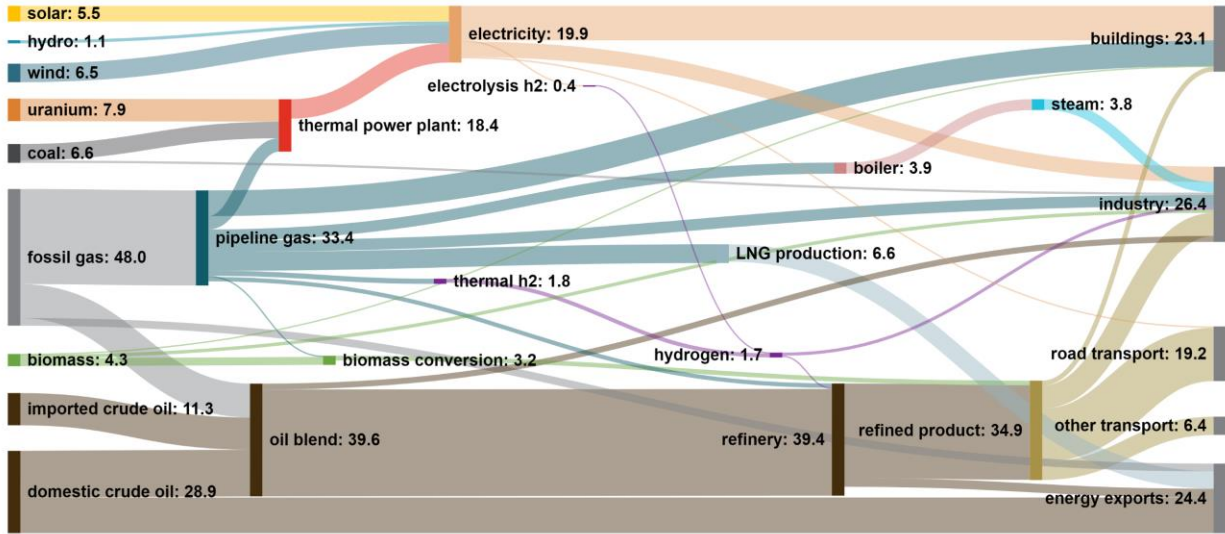 solar: 5.5
hydro: 1.1
wind: 6.5
uranium: 7.9
coal: 6.6
fossil gas: 48.0
biomass: 4.3
imported crude oil: 11.3
domestic crude oil: 28.9
thermal power plant: 18.4
pipeline gas: 33.4
biomass conversion: 3.2
oil blend: 39.6
electricity: 19.9
electrolysis h2: 0.4
thermal h2: 1.8
boiler: 3.9
LNG production: 6.6
hydrogen: 1.7
refinery: 39.4
steam: 3.8
refined product: 34.9
buildings: 23.1
industry: 26.4
road transport: 19.2
other transport: 6.4
energy exports: 24.4